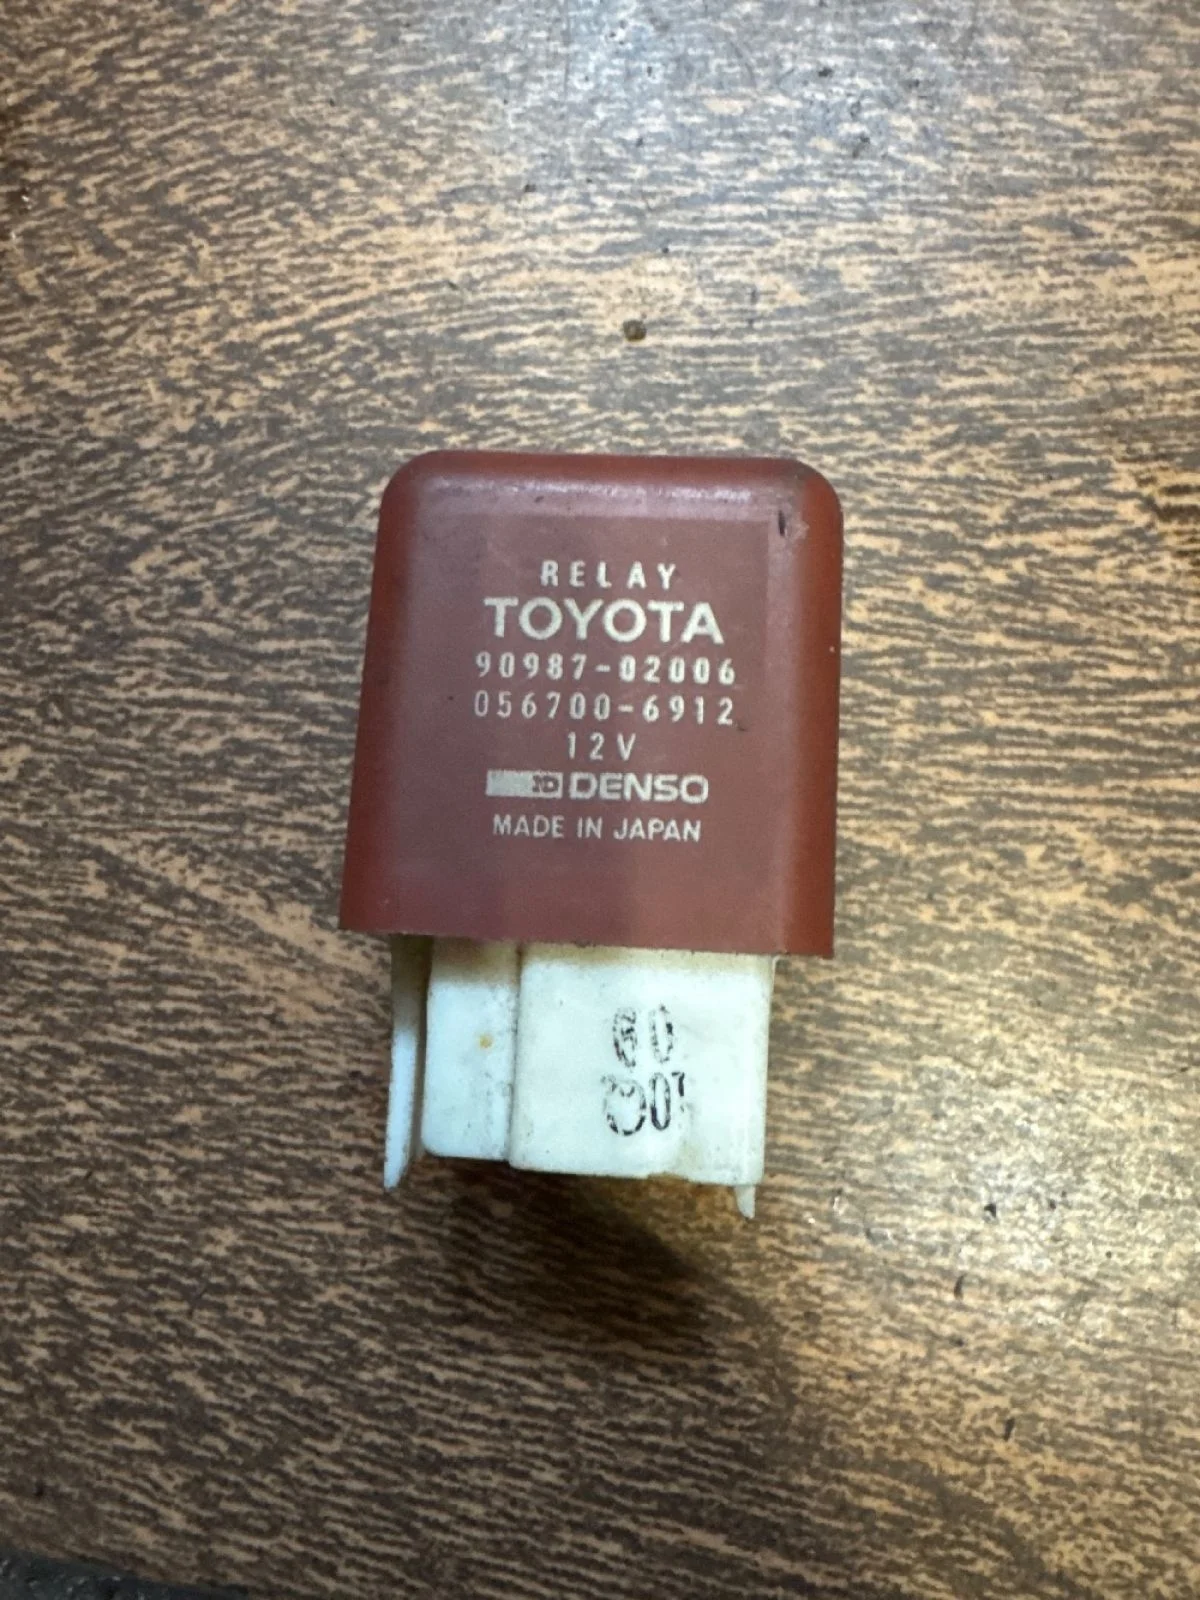 RELAY
TOYOTA
90987-02006
056700-6912
12V
DENSO
MADE IN JAPAN